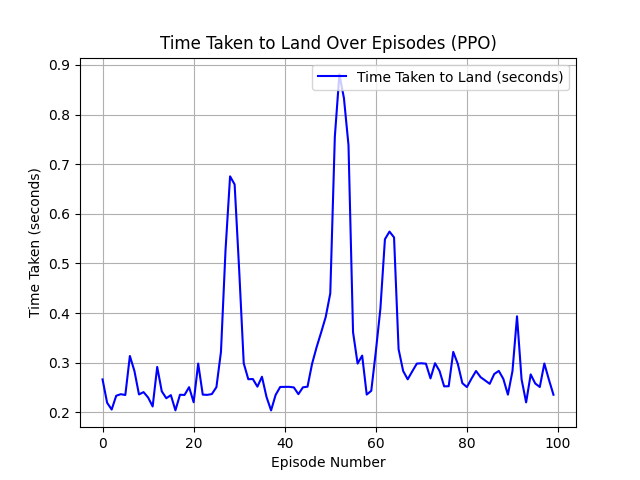 Time Taken to Land Over Episodes (PPO)
Time Taken to Land (seconds)
Time Taken (seconds)
0.9
0.8
0.7
0.6
0.5
0.4
0.3
0.2
0 20 40 60 80 100
Episode Number